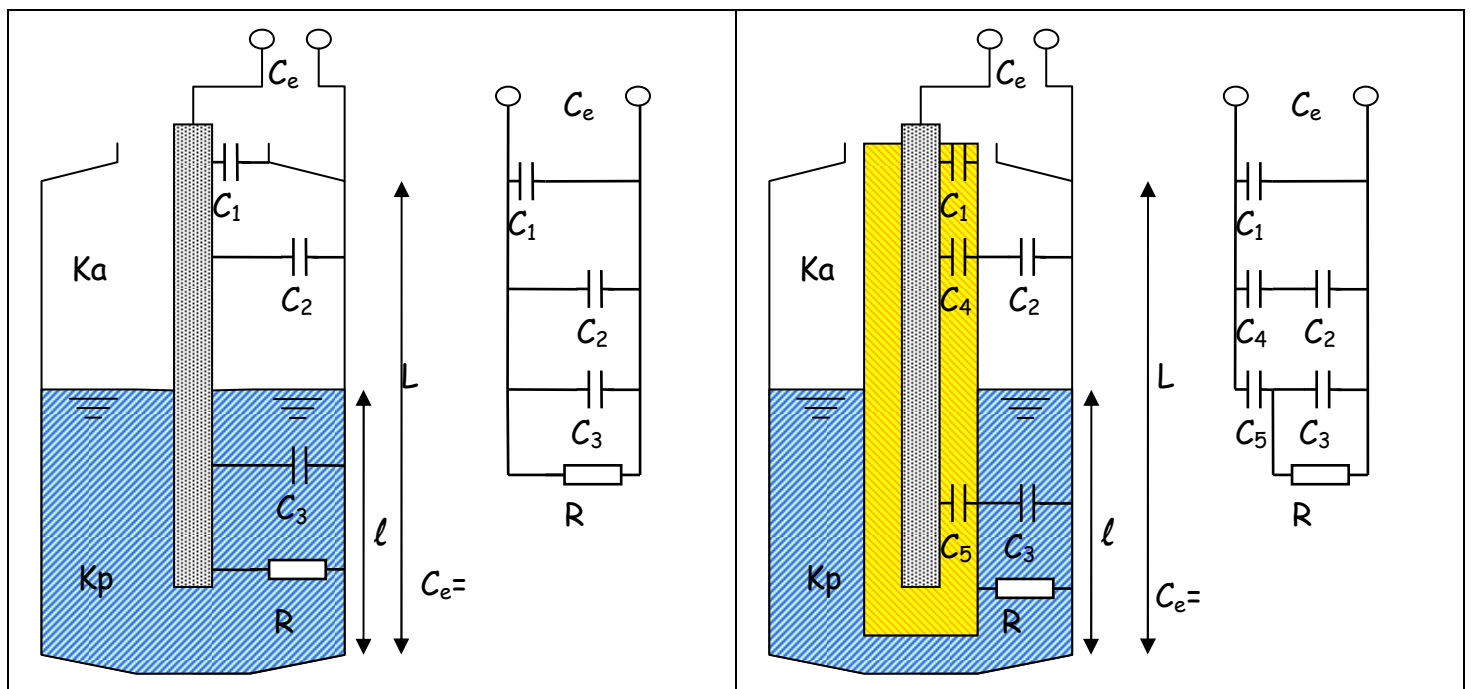 Cₑ
C₁
Ka
C₂
L
C₃
ℓ
Kp
R
Cₑ=
Cₑ
C₁
C₂
C₃
R
Cₑ
C₁
Ka
C₄ C₂
L
C₅ C₃
ℓ
Kp
R
Cₑ=
Cₑ
C₁
C₄ C₂
C₅ C₃
R